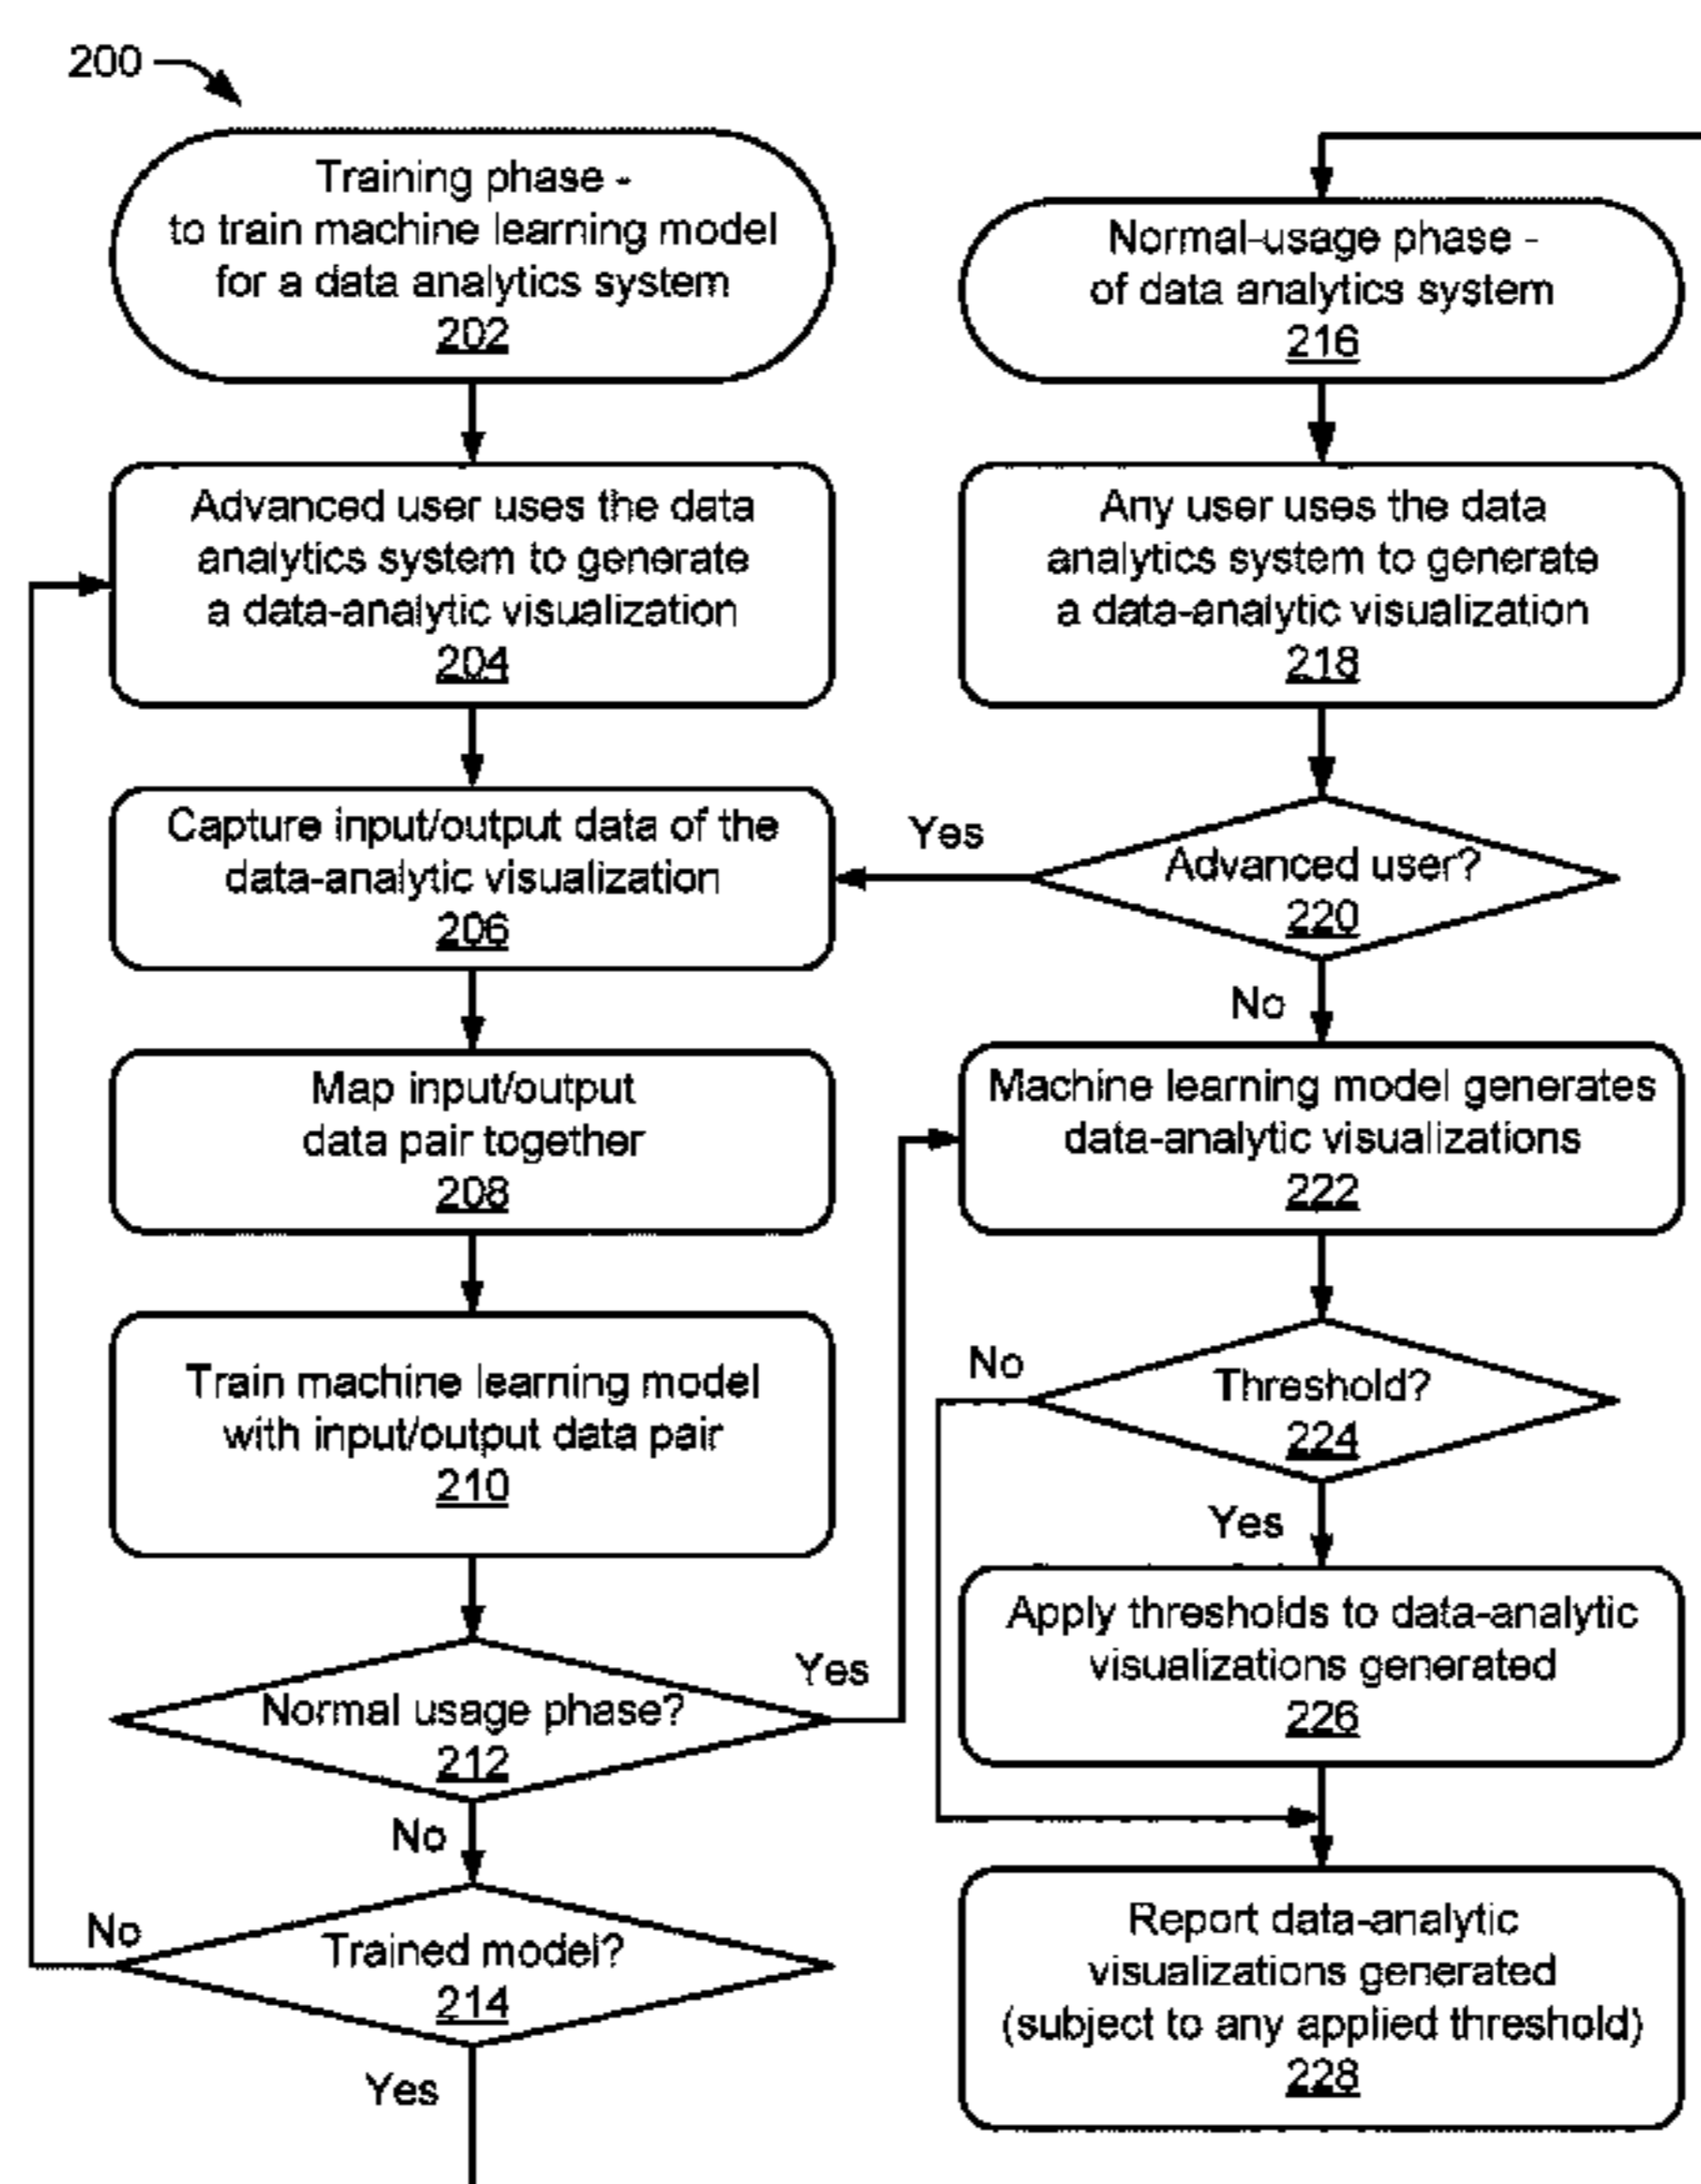 200
Training phase -
to train machine learning model
for a data analytics system
202
Advanced user uses the data
analytics system to generate
a data-analytic visualization
204
Capture input/output data of the
data-analytic visualization
206
Map input/output
data pair together
208
Train machine learning model
with input/output data pair
210
Normal usage phase?
212
Yes
No
Trained model?
214
No
Yes
Normal-usage phase -
of data analytics system
216
Any user uses the data
analytics system to generate
a data-analytic visualization
218
Advanced user?
220
Yes
No
Machine learning model generates
data-analytic visualizations
222
Threshold?
224
No
Yes
Apply thresholds to data-analytic
visualizations generated
226
Report data-analytic
visualizations generated
(subject to any applied threshold)
228